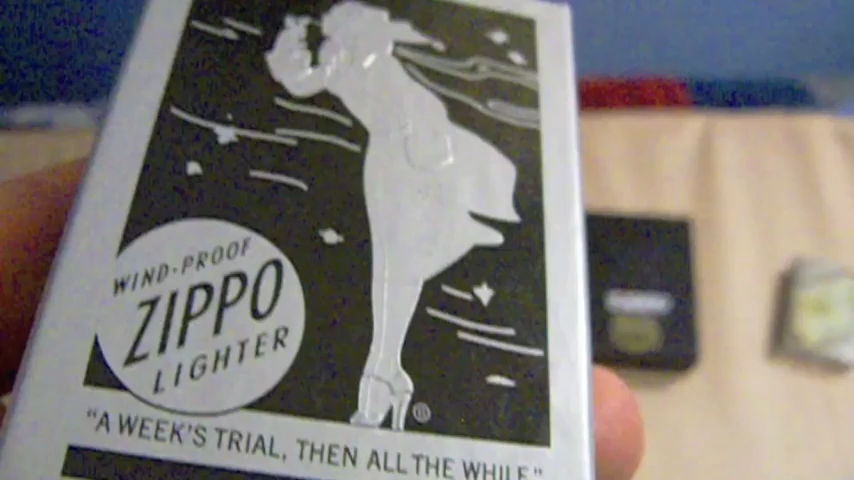 WIND-PROOF
ZIPPO
LIGHTER
®
"A WEEK'S TRIAL, THEN ALL THE WHILE"